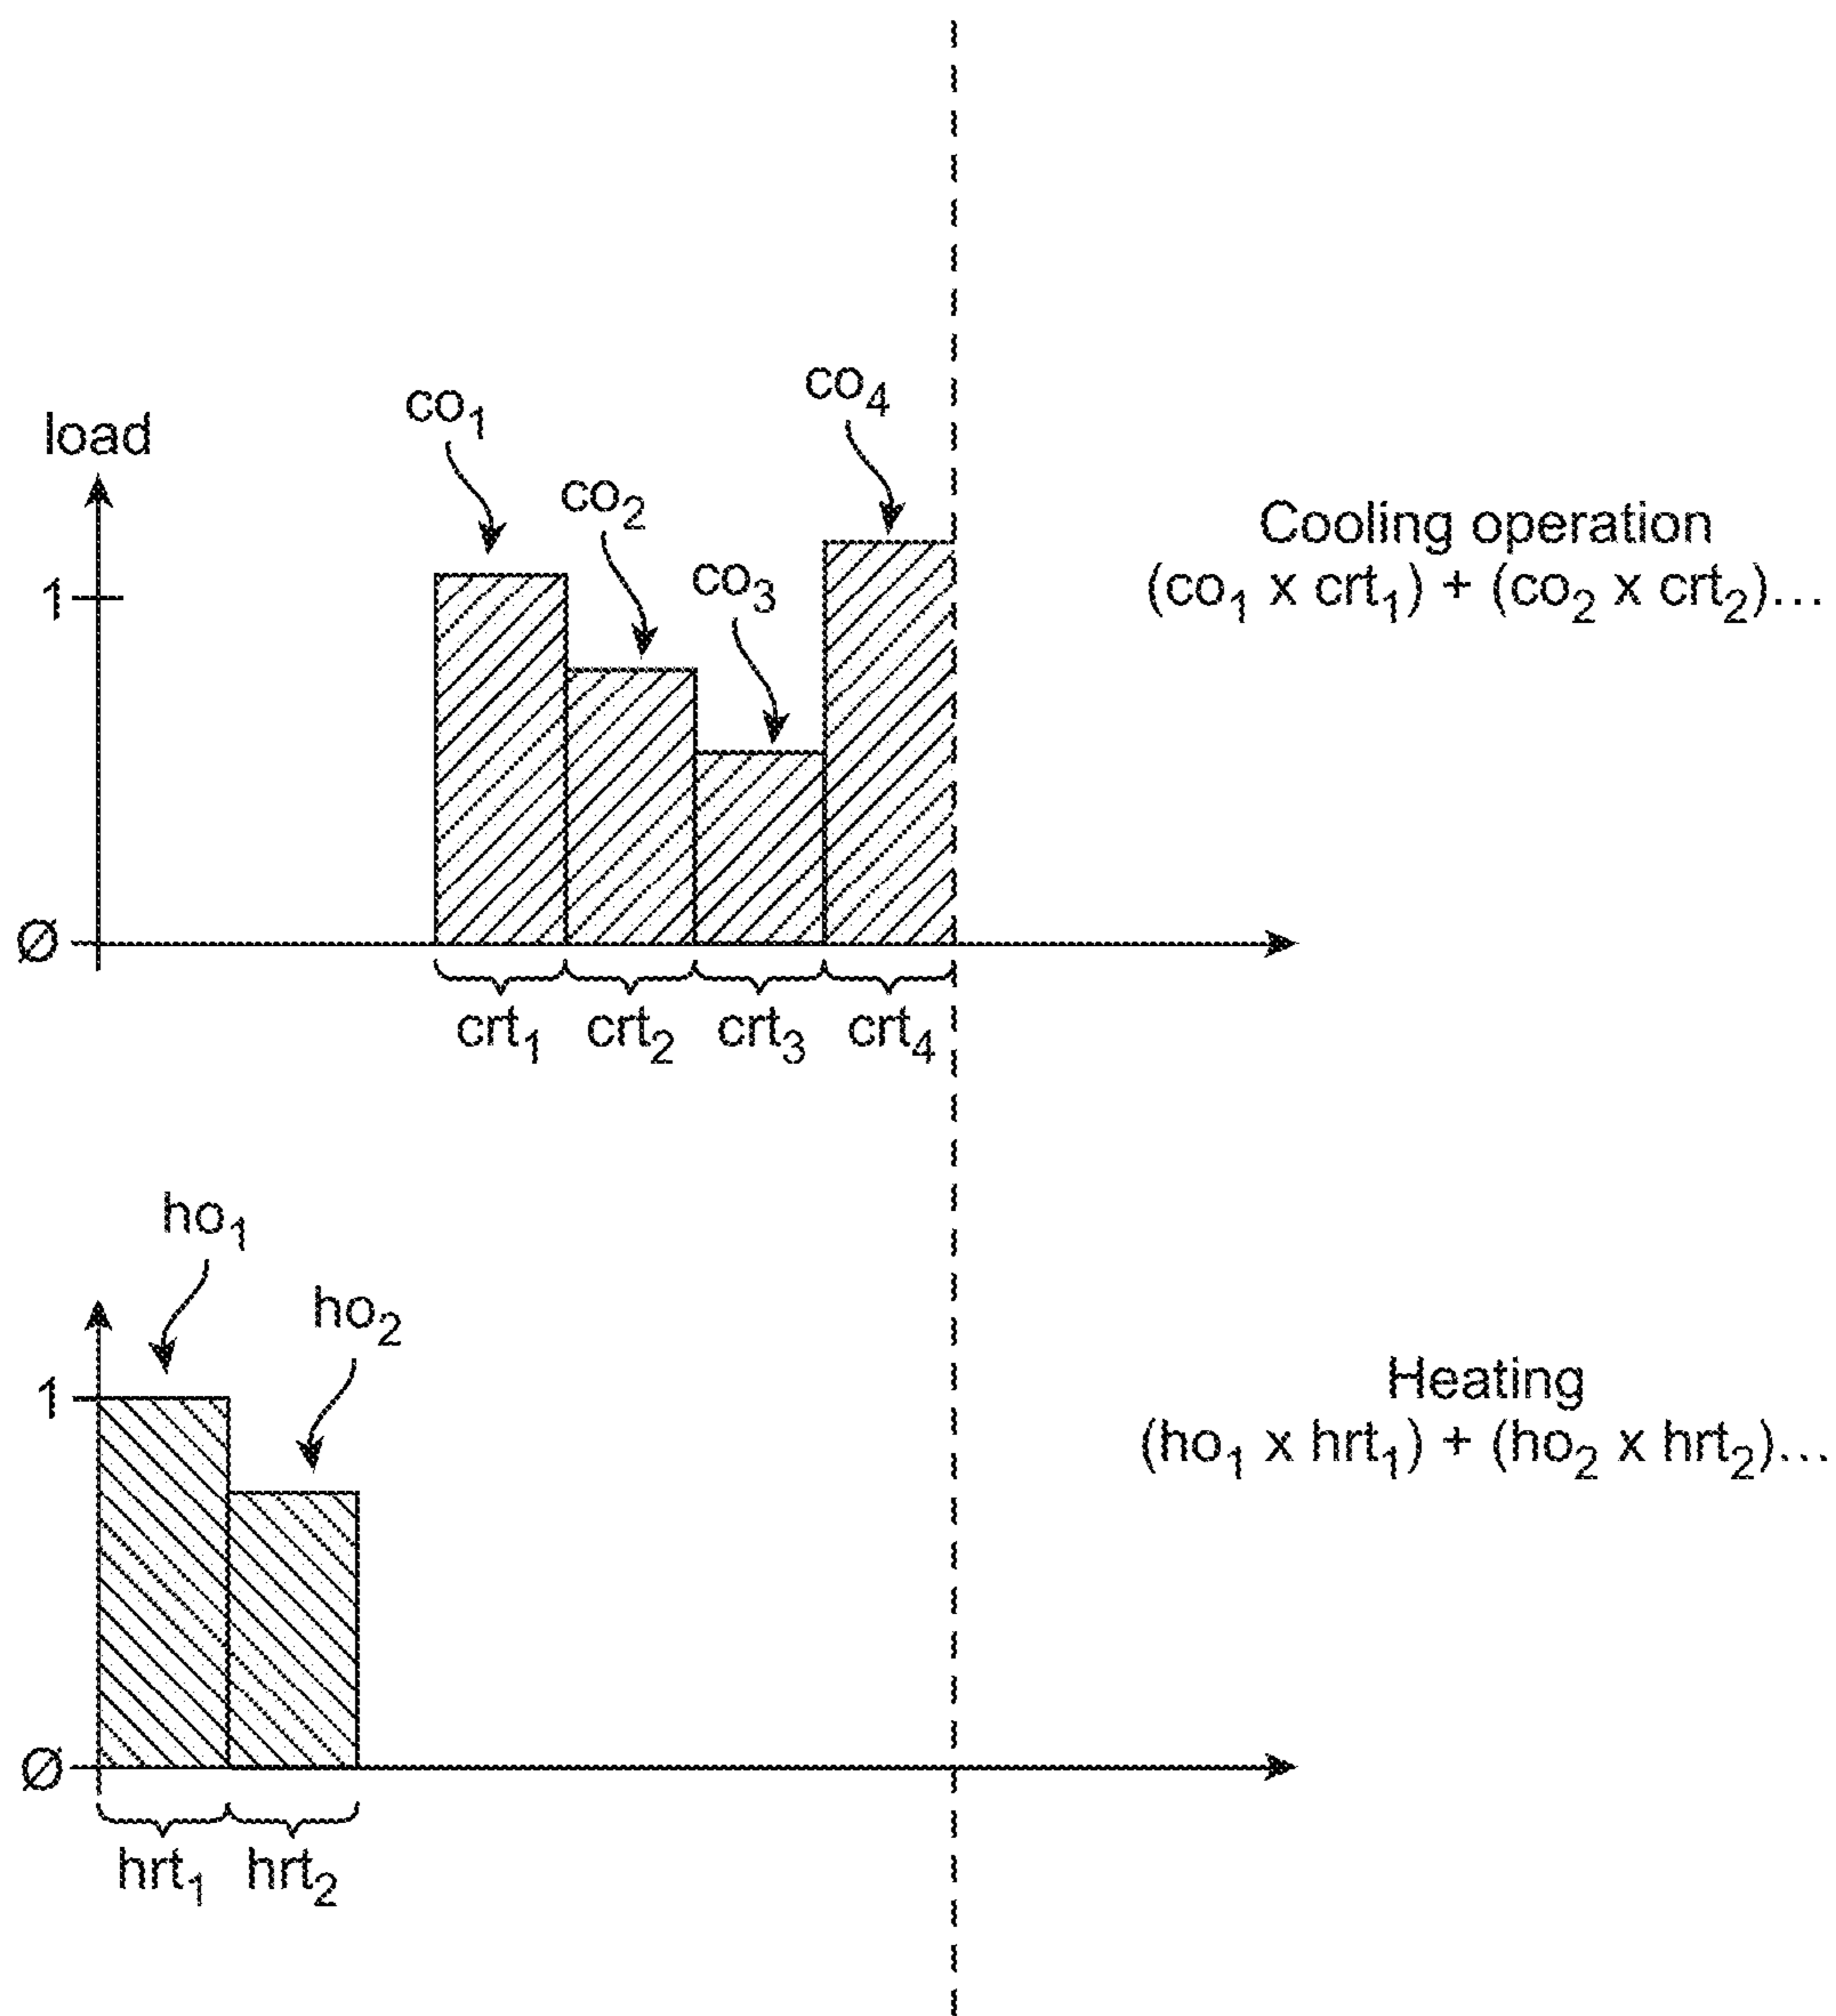 co₄
co₁
load
co₂
Cooling operation
co₃
1
(co₁ x crt₁) + (co₂ x crt₂)...
Ø
crt₁ crt₂ crt₃ crt₄
ho₁
ho₂
Heating
1
(ho₁ x hrt₁) + (ho₂ x hrt₂)...
Ø
hrt₁ hrt₂